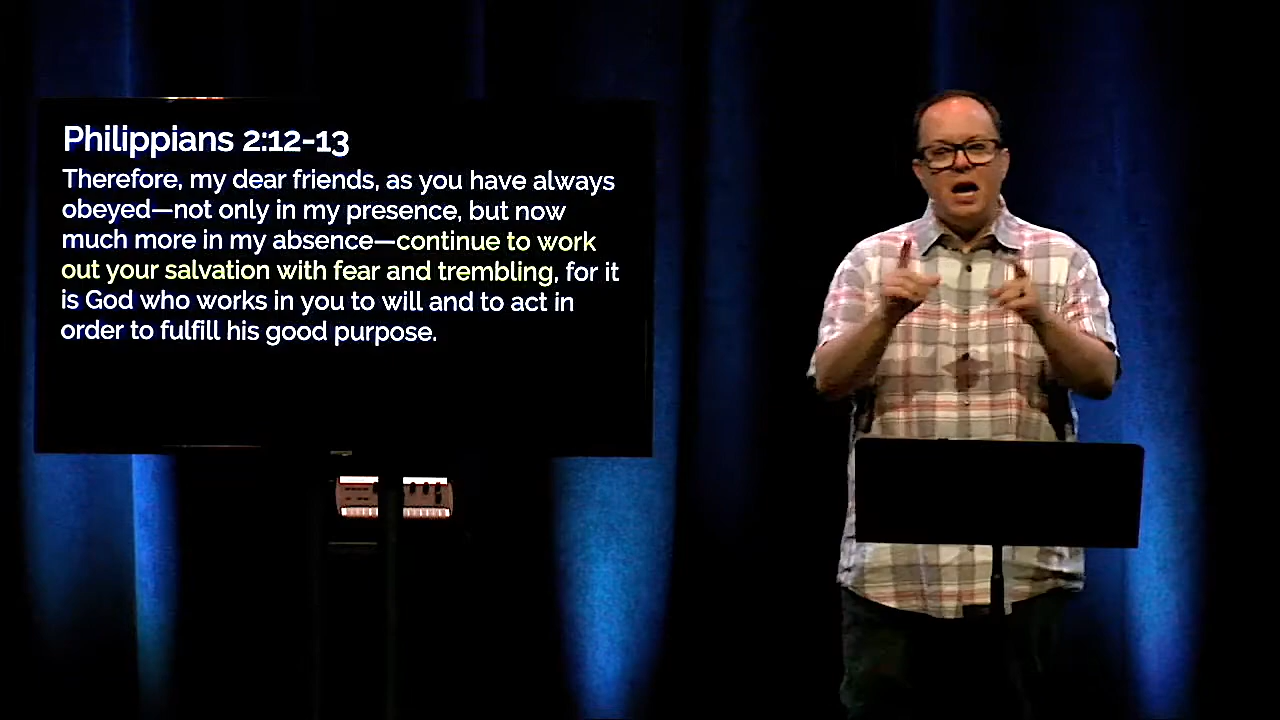 Philippians 2:12-13
Therefore, my dear friends, as you have always
obeyed—not only in my presence, but now
much more in my absence—continue to work
out your salvation with fear and trembling, for it
is God who works in you to will and to act in
order to fulfill his good purpose.